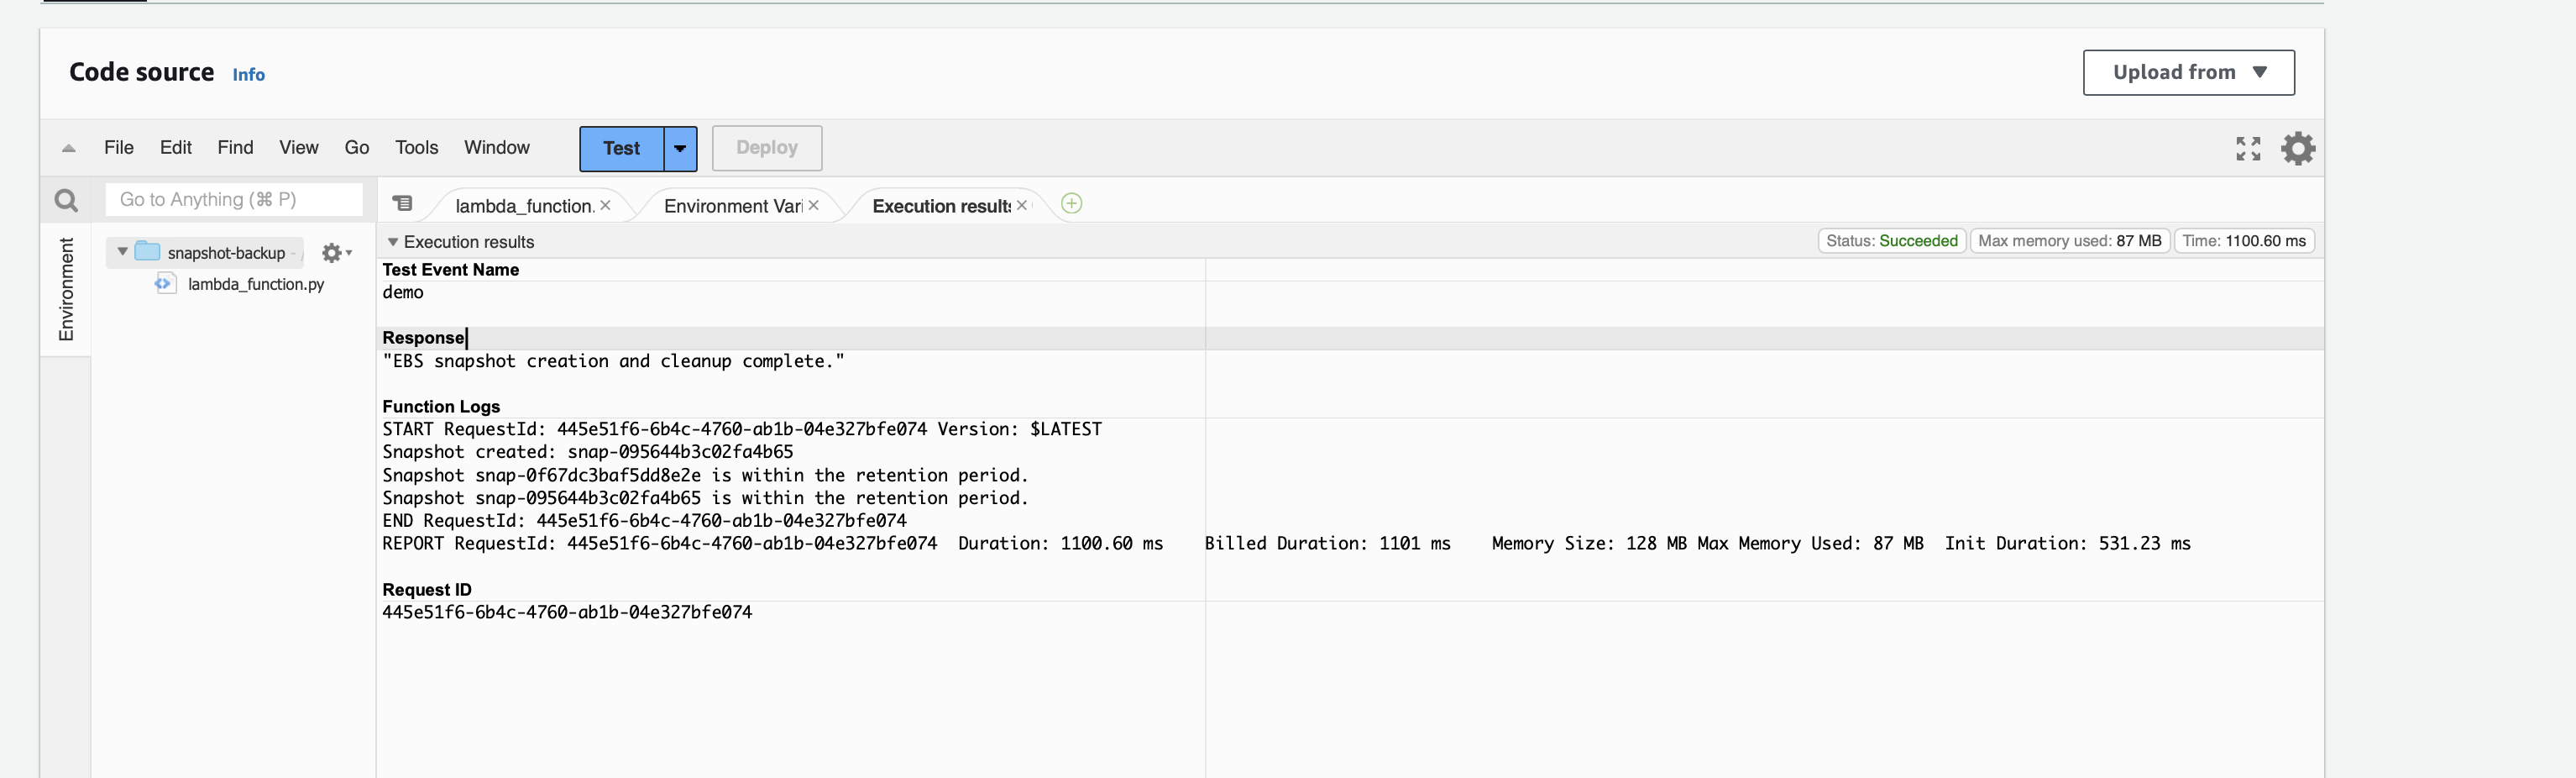 Code source Info
Upload from
File Edit Find View Go Tools Window Test Deploy
Go to Anything (⌘ P)
lambda_function. Environment Vari Execution results
Environment
snapshot-backup -
lambda_function.py
Execution results
Status: Succeeded Max memory used: 87 MB Time: 1100.60 ms
Test Event Name
demo
Response
"EBS snapshot creation and cleanup complete."
Function Logs
START RequestId: 445e51f6-6b4c-4760-ab1b-04e327bfe074 Version: $LATEST
Snapshot created: snap-095644b3c02fa4b65
Snapshot snap-0f67dc3baf5dd8e2e is within the retention period.
Snapshot snap-095644b3c02fa4b65 is within the retention period.
END RequestId: 445e51f6-6b4c-4760-ab1b-04e327bfe074
REPORT RequestId: 445e51f6-6b4c-4760-ab1b-04e327bfe074 Duration: 1100.60 ms Billed Duration: 1101 ms Memory Size: 128 MB Max Memory Used: 87 MB Init Duration: 531.23 ms
Request ID
445e51f6-6b4c-4760-ab1b-04e327bfe074